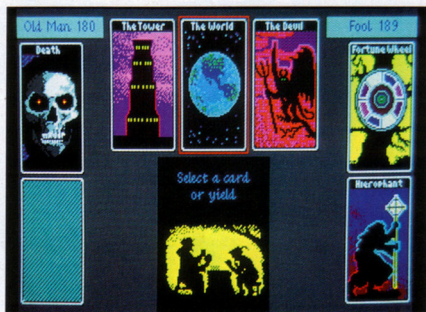 Old Man 180
The Tower
The World
The Devil
Fool 189
Death
Fortune Wheel
Select a card
or yield
Hierophant